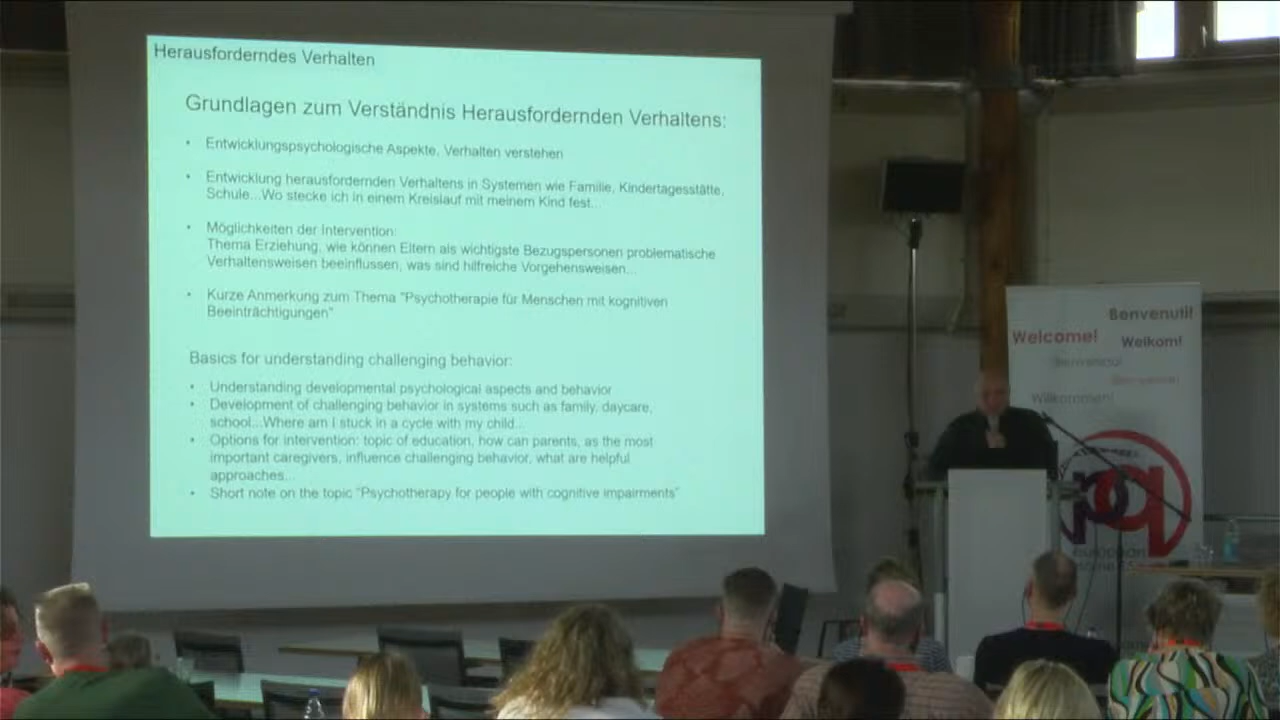 Herausforderndes Verhalten
Grundlagen zum Verständnis Herausfordernden Verhaltens:
• Entwicklungspsychologische Aspekte, Verhalten verstehen
• Entwicklung herausfordernden Verhaltens in Systemen wie Familie, Kindertagesstätte,
Schule...Wo stecke ich in einem Kreislauf mit meinem Kind fest...
• Möglichkeiten der Intervention:
Thema Erziehung, wie können Eltern als wichtigste Bezugspersonen problematische
Verhaltensweisen beeinflussen, was sind hilfreiche Vorgehensweisen...
• Kurze Anmerkung zum Thema "Psychotherapie für Menschen mit kognitiven
Beeinträchtigungen"
Basics for understanding challenging behavior:
• Understanding developmental psychological aspects and behavior
• Development of challenging behavior in systems such as family, daycare,
school...Where am I stuck in a cycle with my child...
• Options for intervention: topic of education, how can parents, as the most
important caregivers, influence challenging behavior, what are helpful
approaches...
• Short note on the topic "Psychotherapy for people with cognitive impairments"
Benvenuti!
Welcome! Welkom!
Willkommen!